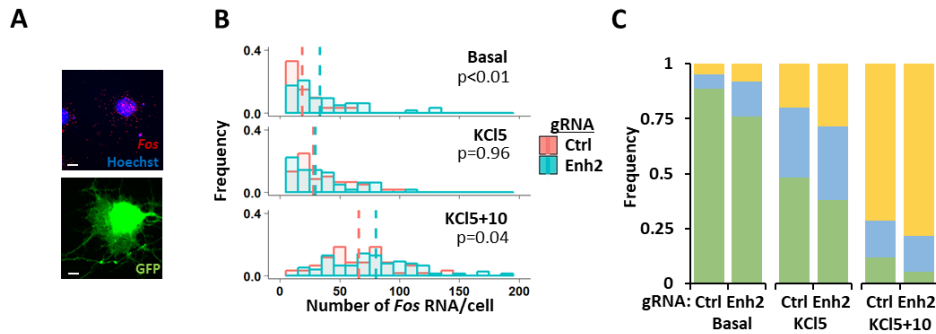 A
Fos
Hoechst
GFP
B
Frequency
0.4
0.0
Basal
p<0.01
0.4
0.0
KCl5
p=0.96
0.4
0.0
KCl5+10
p=0.04
0 50 100 150 200
Number of Fos RNA/cell
gRNA
Ctrl
Enh2
C
Frequency
1
0.75
0.5
0.25
0
gRNA: Ctrl Enh2 Ctrl Enh2 Ctrl Enh2
Basal KCl5 KCl5+10